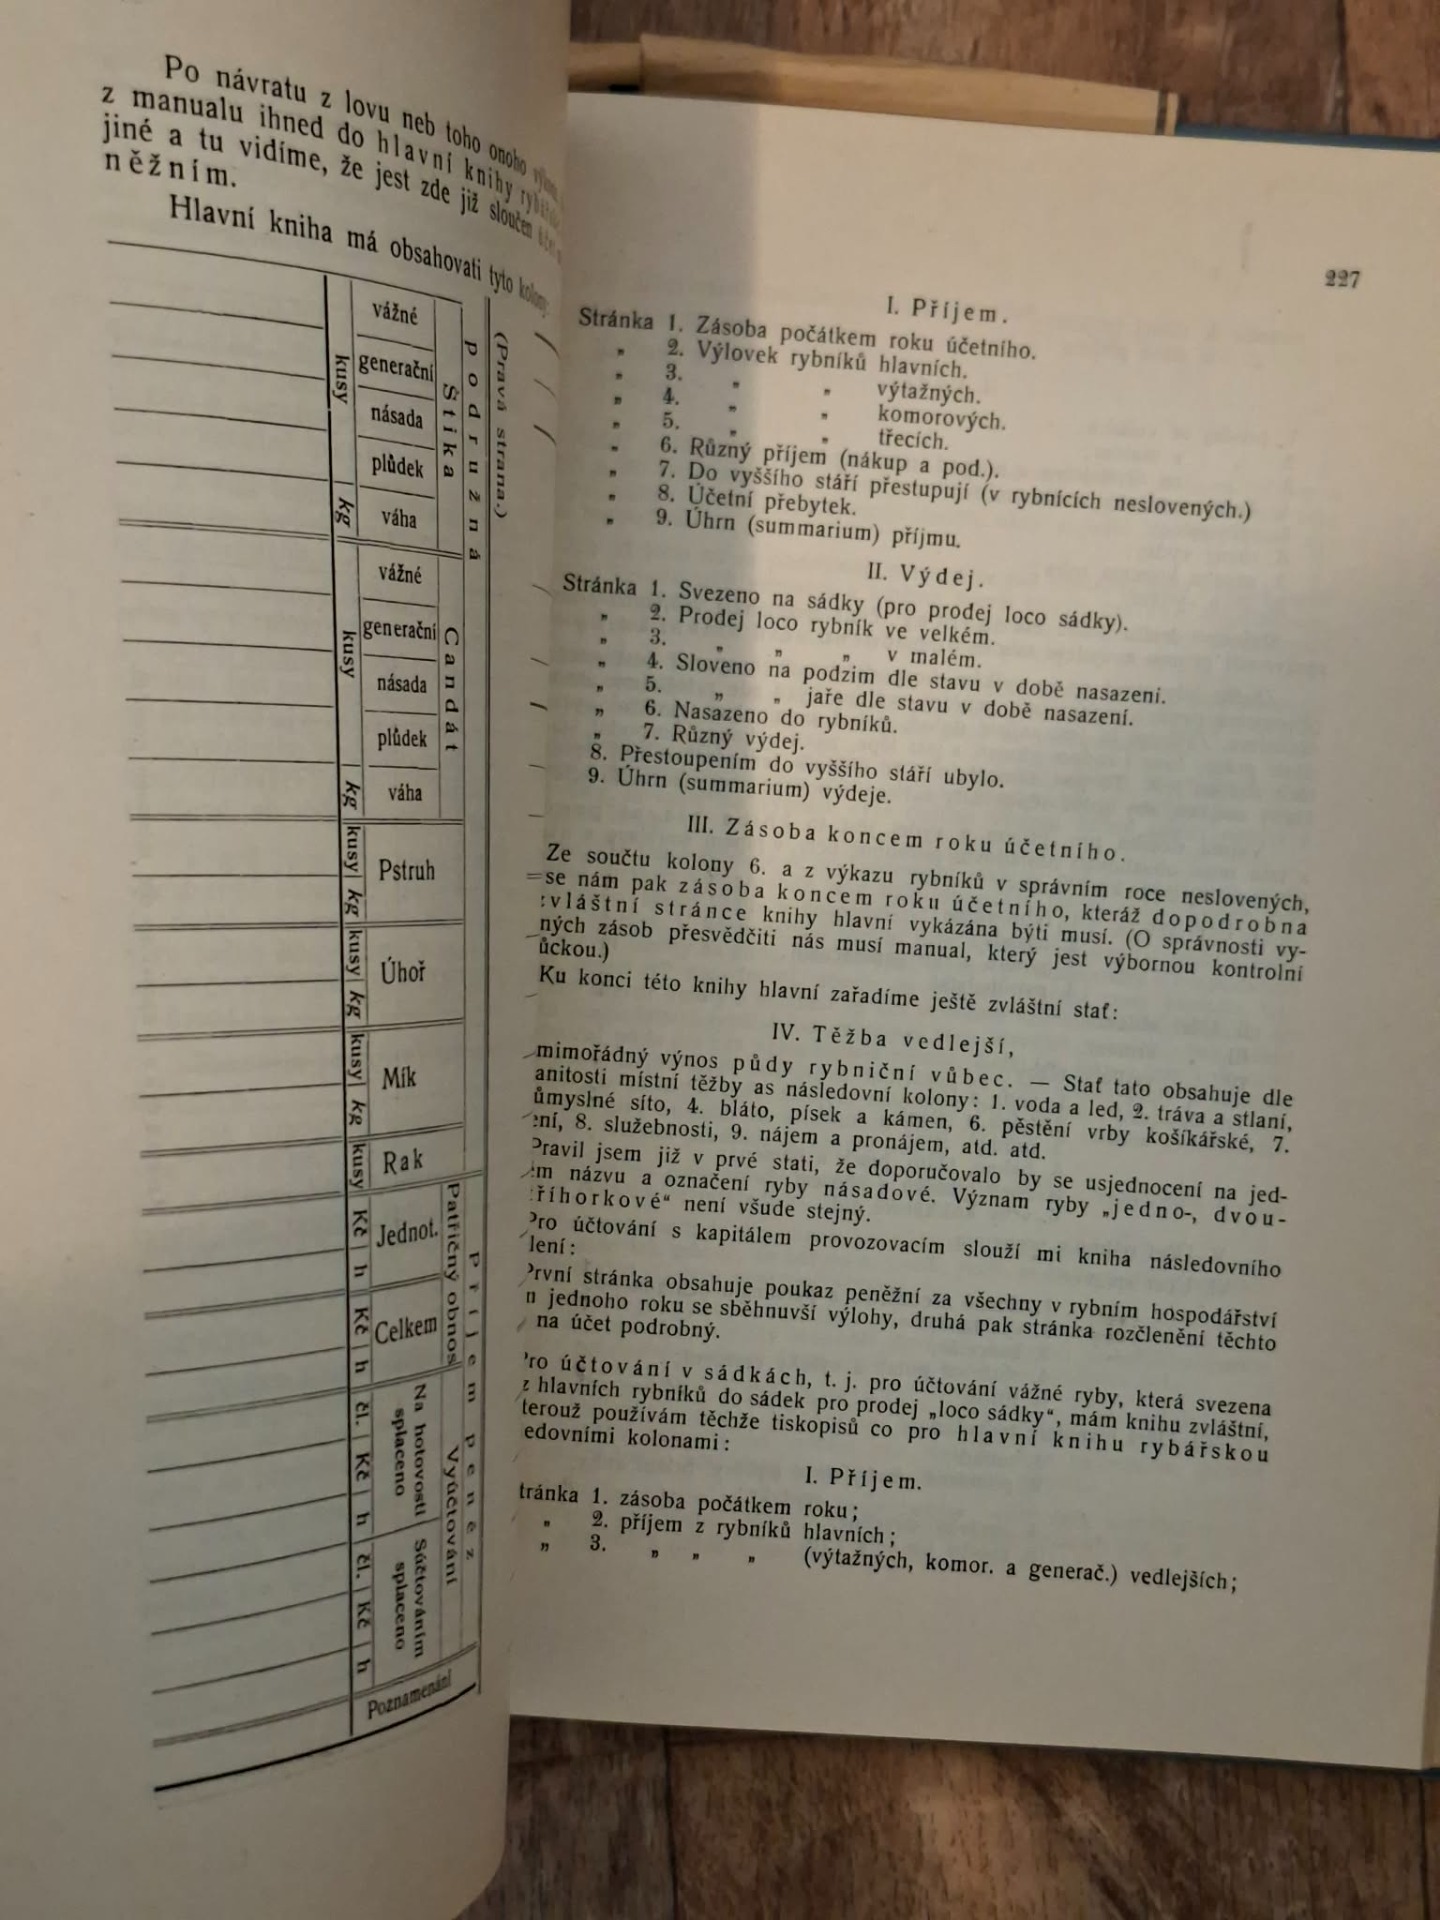 Po návratu z lovu neb toho onoho
z manualu ihned do hlavní knihy
jiné a tu vidíme, že jest zde již sloučen
něžním.
Hlavní kniha má obsahovati tyto kolony
(Pravá strana.)
Podružná
Štika
vážné
generační
násada
plůdek
váha
kusy
kg
Candát
vážné
generační
násada
plůdek
váha
kusy
kg
Pstruh
kusy
kg
Úhoř
kusy
kg
Mík
kusy
kg
Rak
kusy
Příjem peněz
Patřičný obnos
Jednot.
Kč
h
Celkem
Kč
h
Vyúčtování
Na hotovosti splaceno
čl.
Kč
h
Súčtováním splaceno
čl.
Kč
h
Poznamenání
227
I. Příjem.
Stránka 1. Zásoba počátkem roku účetního.
„ 2. Výlovek rybníků hlavních.
„ 3. „ „ výtažných.
„ 4. „ „ komorových.
„ 5. „ „ třecích.
„ 6. Různý příjem (nákup a pod.).
„ 7. Do vyššího stáří přestupují (v rybnících neslovených.)
„ 8. Účetní přebytek.
„ 9. Úhrn (summarium) příjmu.
II. Výdej.
Stránka 1. Svezeno na sádky (pro prodej loco sádky).
„ 2. Prodej loco rybník ve velkém.
„ 3. „ „ „ v malém.
„ 4. Sloveno na podzim dle stavu v době nasazení.
„ 5. „ „ jaře dle stavu v době nasazení.
„ 6. Nasazeno do rybníků.
„ 7. Různý výdej.
8. Přestoupením do vyššího stáří ubylo.
9. Úhrn (summarium) výdeje.
III. Zásoba koncem roku účetního.
Ze součtu kolony 6. a z výkazu rybníků v správním roce neslovených,
se nám pak zásoba koncem roku účetního, kteráž dopodrobna
vláštní stránce knihy hlavní vykázána býti musí. (O správnosti vy-
ných zásob přesvědčiti nás musí manual, který jest výbornou kontrolní
ůckou.)
Ku konci této knihy hlavní zařadíme ještě zvláštní stať:
IV. Těžba vedlejší,
mimořádný výnos půdy rybniční vůbec. — Stať tato obsahuje dle
anitosti místní těžby as následovní kolony: 1. voda a led, 2. tráva a stlaní,
ůmyslné síto, 4. bláto, písek a kámen, 6. pěstění vrby košíkářské, 7.
ení, 8. služebnosti, 9. nájem a pronájem, atd. atd.
Pravil jsem již v prvé stati, že doporučovalo by se usjednocení na jed-
em názvu a označení ryby násadové. Význam ryby „jedno-, dvou-
říhorkové“ není všude stejný.
Pro účtování s kapitálem provozovacím slouží mi kniha následovního
lení:
První stránka obsahuje poukaz peněžní za všechny v rybním hospodářství
n jednoho roku se sběhnuvší výlohy, druhá pak stránka rozčlenění těchto
na účet podrobný.
Pro účtování v sádkách, t. j. pro účtování vážné ryby, která svezena
z hlavních rybníků do sádek pro prodej „loco sádky“, mám knihu zvláštní,
terouž používám těchže tiskopisů co pro hlavní knihu rybářskou
edovními kolonami:
I. Příjem.
tránka 1. zásoba počátkem roku;
„ 2. příjem z rybníků hlavních;
„ 3. „ „ „ (výtažných, komor. a generač.) vedlejších;